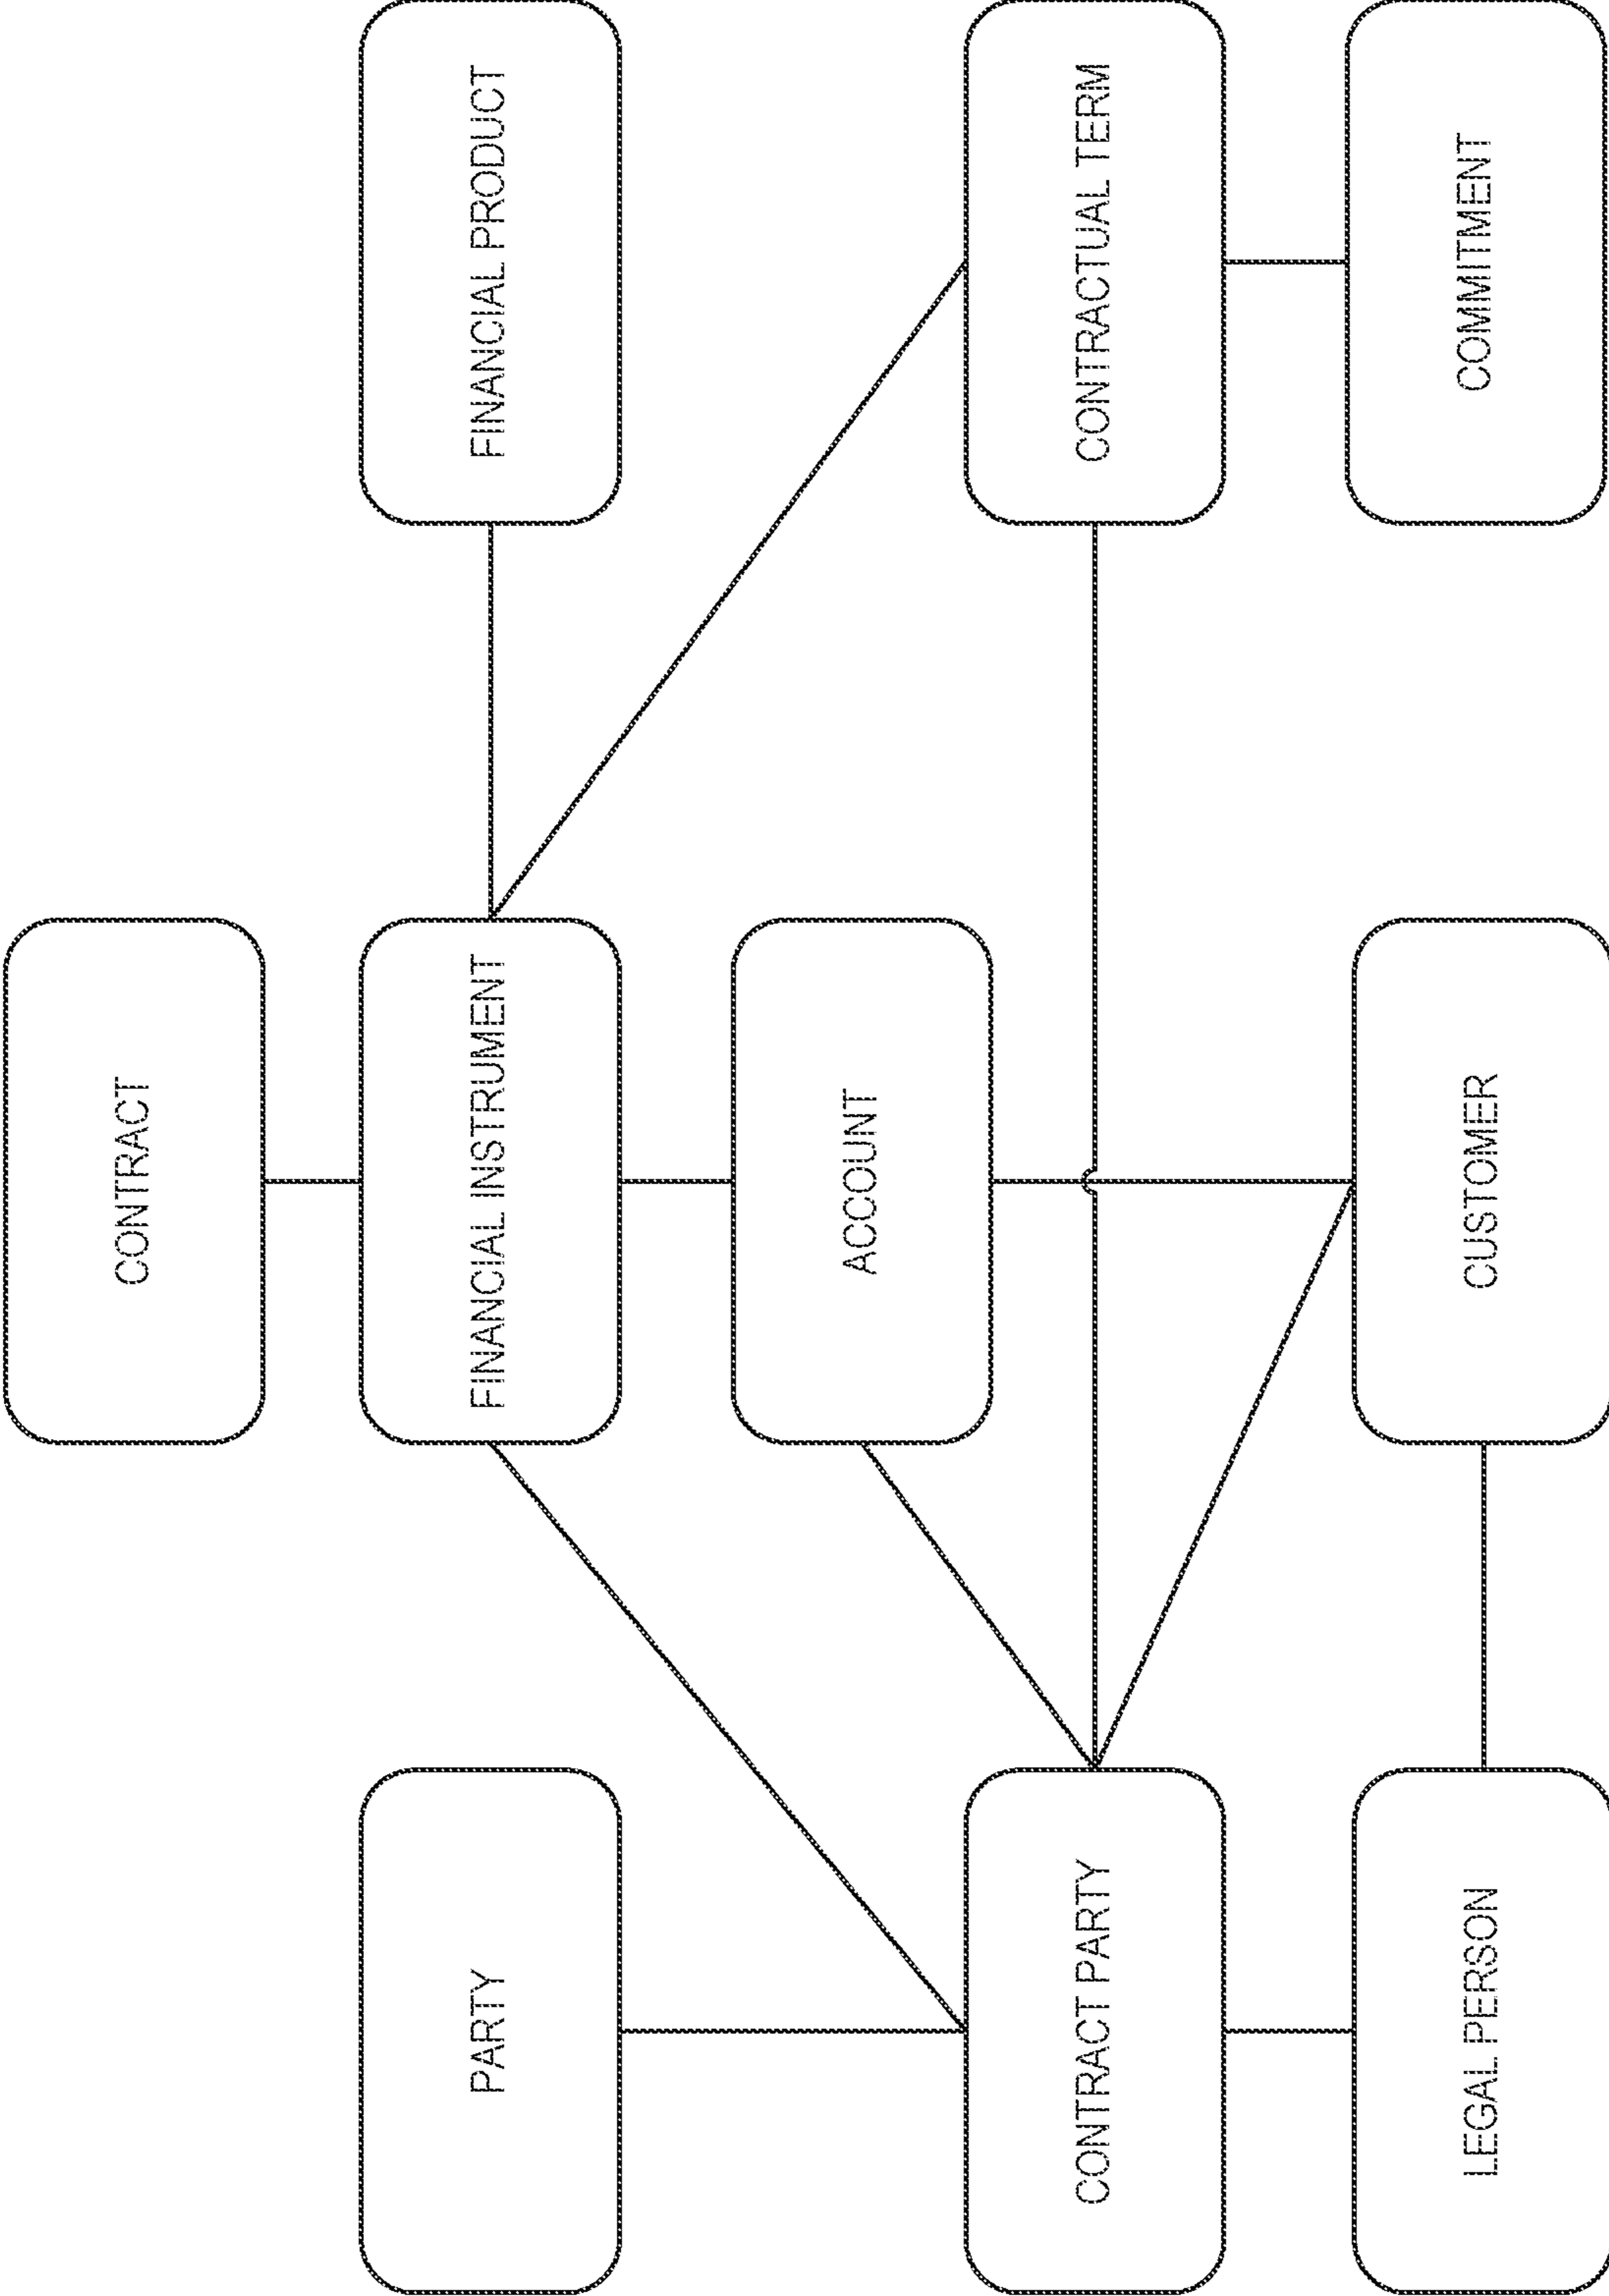 CONTRACT
PARTY
FINANCIAL INSTRUMENT
FINANCIAL PRODUCT
ACCOUNT
CONTRACT PARTY
CONTRACTUAL TERM
LEGAL PERSON
CUSTOMER
COMMITMENT